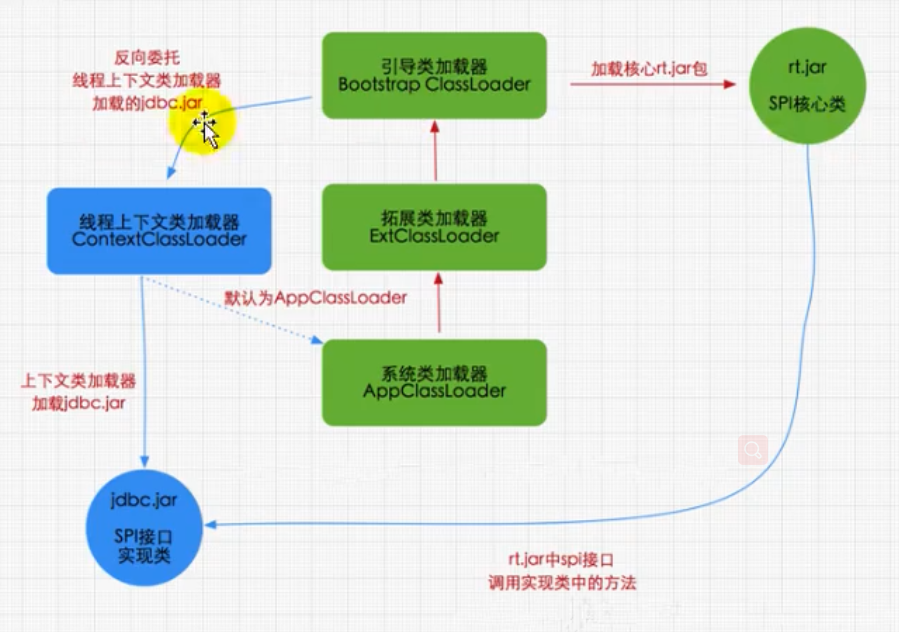 反向委托
线程上下文类加载器
加载的jdbc.jar
引导类加载器
Bootstrap ClassLoader
加载核心rt.jar包
rt.jar
SPI核心类
线程上下文类加载器
ContextClassLoader
拓展类加载器
ExtClassLoader
默认为AppClassLoader
系统类加载器
AppClassLoader
上下文类加载器
加载jdbc.jar
jdbc.jar
SPI接口
实现类
rt.jar中spi接口
调用实现类中的方法